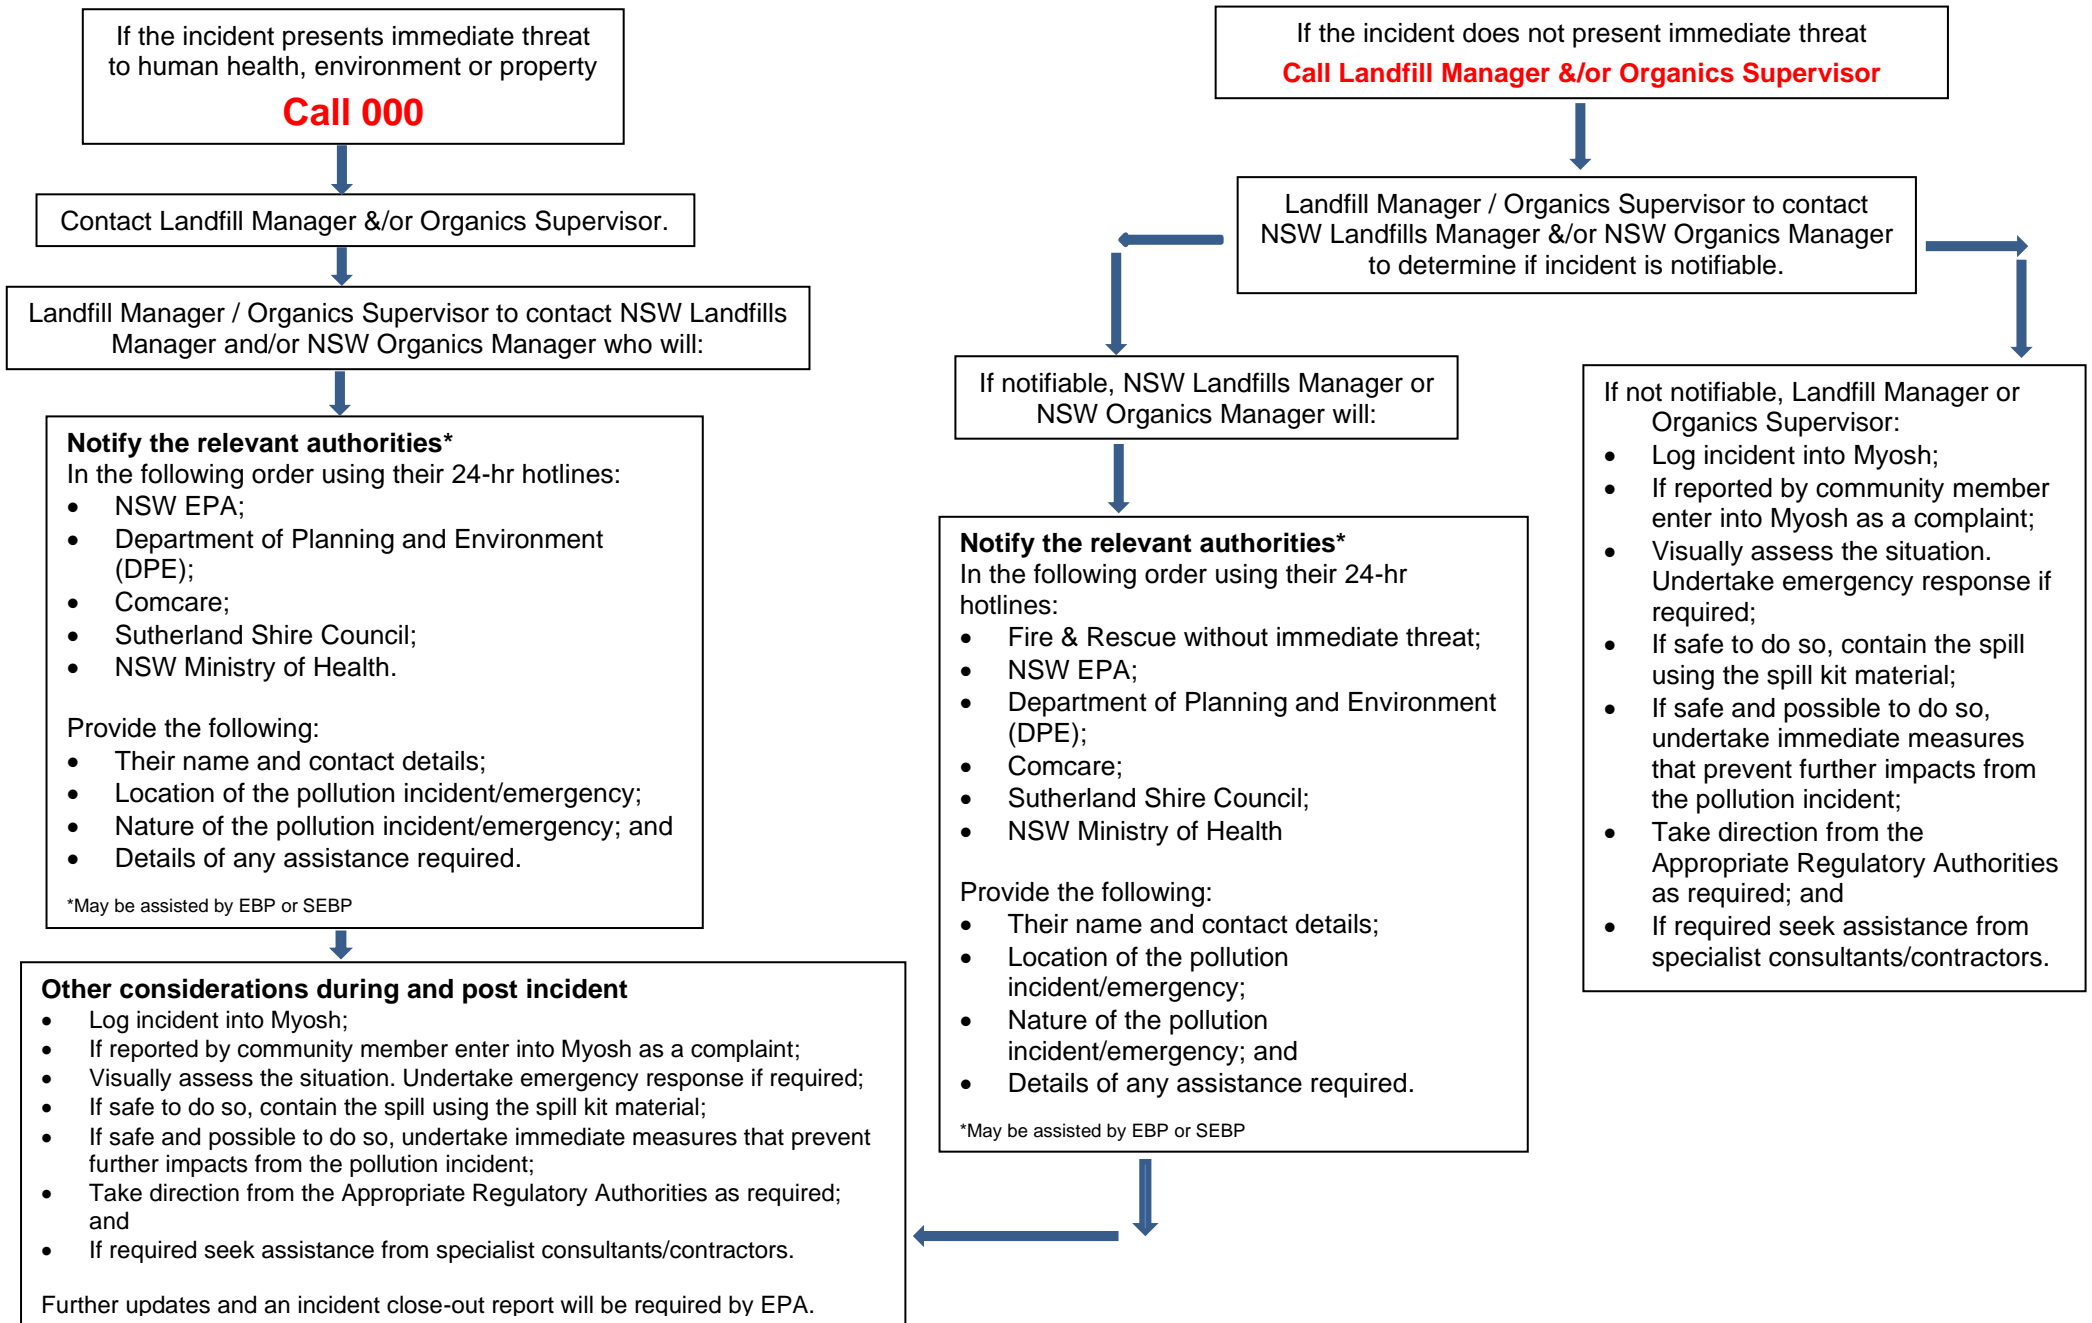 If the incident presents immediate threat
to human health, environment or property
Call 000
Contact Landfill Manager &/or Organics Supervisor.
Landfill Manager / Organics Supervisor to contact NSW Landfills
Manager and/or NSW Organics Manager who will:
Notify the relevant authorities*
In the following order using their 24-hr hotlines:
• NSW EPA;
• Department of Planning and Environment
(DPE);
• Comcare;
• Sutherland Shire Council;
• NSW Ministry of Health.
Provide the following:
• Their name and contact details;
• Location of the pollution incident/emergency;
• Nature of the pollution incident/emergency; and
• Details of any assistance required.
*May be assisted by EBP or SEBP
Other considerations during and post incident
• Log incident into Myosh;
• If reported by community member enter into Myosh as a complaint;
• Visually assess the situation. Undertake emergency response if required;
• If safe to do so, contain the spill using the spill kit material;
• If safe and possible to do so, undertake immediate measures that prevent
further impacts from the pollution incident;
• Take direction from the Appropriate Regulatory Authorities as required;
and
• If required seek assistance from specialist consultants/contractors.
Further updates and an incident close-out report will be required by EPA.
If the incident does not present immediate threat
Call Landfill Manager &/or Organics Supervisor
Landfill Manager / Organics Supervisor to contact
NSW Landfills Manager &/or NSW Organics Manager
to determine if incident is notifiable.
If notifiable, NSW Landfills Manager or
NSW Organics Manager will:
Notify the relevant authorities*
In the following order using their 24-hr
hotlines:
• Fire & Rescue without immediate threat;
• NSW EPA;
• Department of Planning and Environment
(DPE);
• Comcare;
• Sutherland Shire Council;
• NSW Ministry of Health
Provide the following:
• Their name and contact details;
• Location of the pollution
incident/emergency;
• Nature of the pollution
incident/emergency; and
• Details of any assistance required.
*May be assisted by EBP or SEBP
If not notifiable, Landfill Manager or
Organics Supervisor:
• Log incident into Myosh;
• If reported by community member
enter into Myosh as a complaint;
• Visually assess the situation.
Undertake emergency response if
required;
• If safe to do so, contain the spill
using the spill kit material;
• If safe and possible to do so,
undertake immediate measures
that prevent further impacts from
the pollution incident;
• Take direction from the
Appropriate Regulatory Authorities
as required; and
• If required seek assistance from
specialist consultants/contractors.